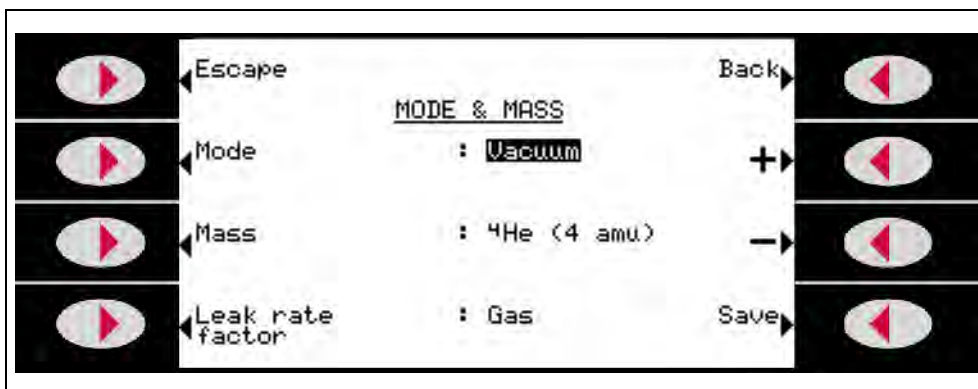 Escape Back
MODE & MASS
Mode : Vacuum +
Mass : ⁴He (4 amu) −
Leak rate factor : Gas Save